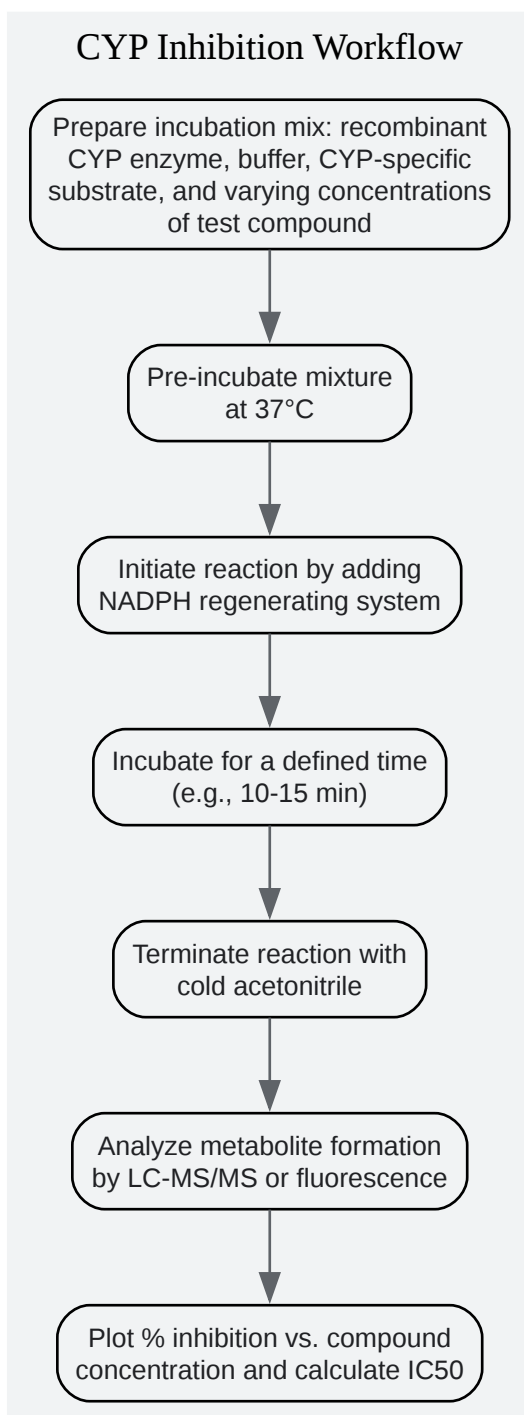 CYP Inhibition Workflow
Prepare incubation mix: recombinant
CYP enzyme, buffer, CYP-specific
substrate, and varying concentrations
of test compound
Pre-incubate mixture
at 37°C
Initiate reaction by adding
NADPH regenerating system
Incubate for a defined time
(e.g., 10-15 min)
Terminate reaction with
cold acetonitrile
Analyze metabolite formation
by LC-MS/MS or fluorescence
Plot % inhibition vs. compound
concentration and calculate IC50